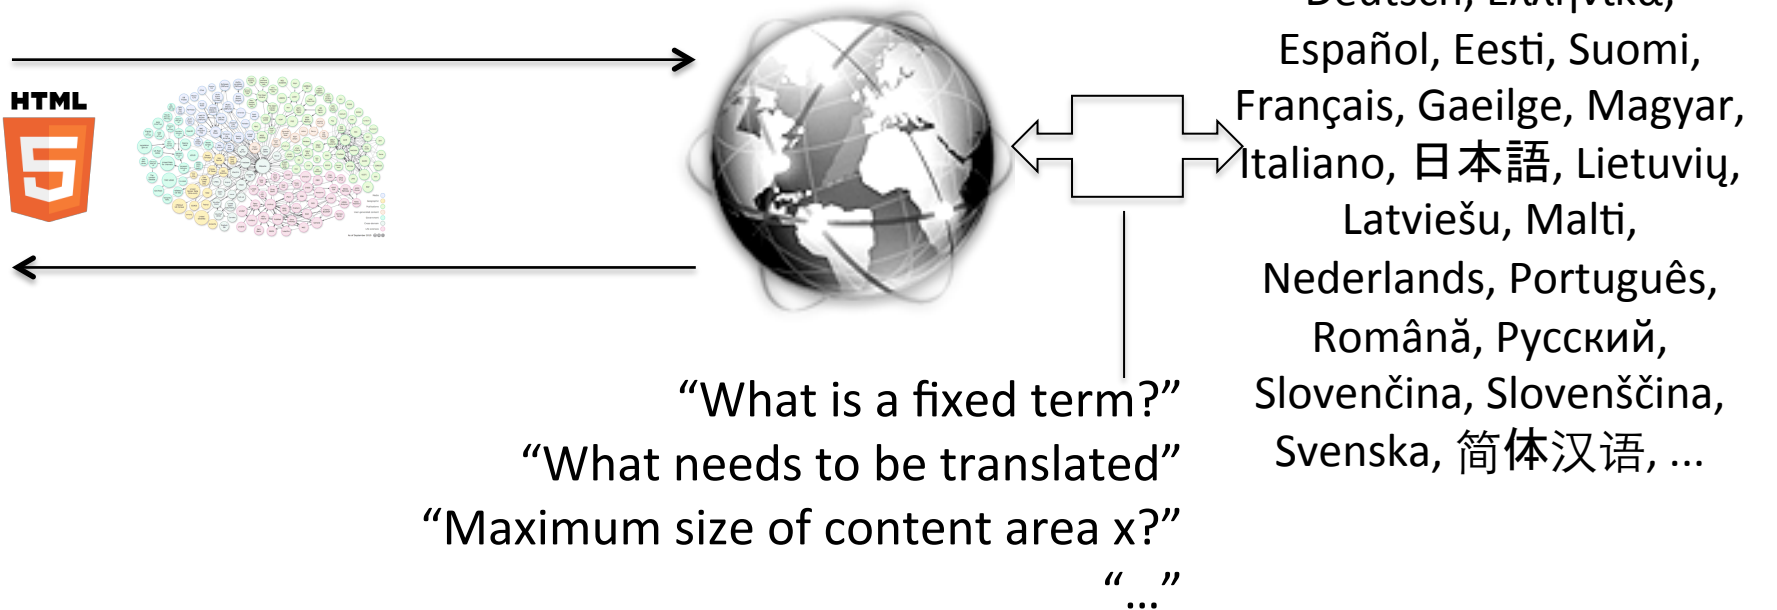 Deutsch, Ελληνικά,
Español, Eesti, Suomi,
Français, Gaeilge, Magyar,
Italiano, 日本語, Lietuvių,
Latviešu, Malti,
Nederlands, Português,
Română, Русский,
Slovenčina, Slovenščina,
Svenska, 简体汉语, ...
HTML
5
“What is a fixed term?”
“What needs to be translated”
“Maximum size of content area x?”
“...”